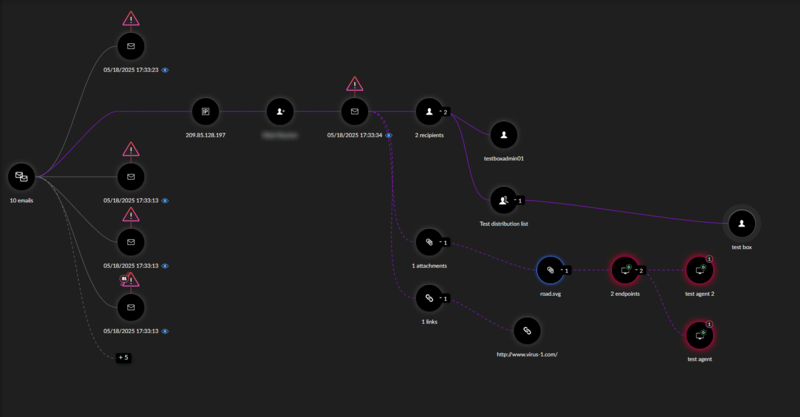 05/18/2025 17:33:23
209.85.128.197
05/18/2025 17:33:34
2
2 recipients
testboxadmin01
10 emails
05/18/2025 17:33:13
1
Test distribution list
test box
05/18/2025 17:33:13
1
1 attachments
1
road.svg
2
2 endpoints
1
test agent 2
05/18/2025 17:33:13
1
1 links
http://www.virus-1.com/
1
test agent
+ 5